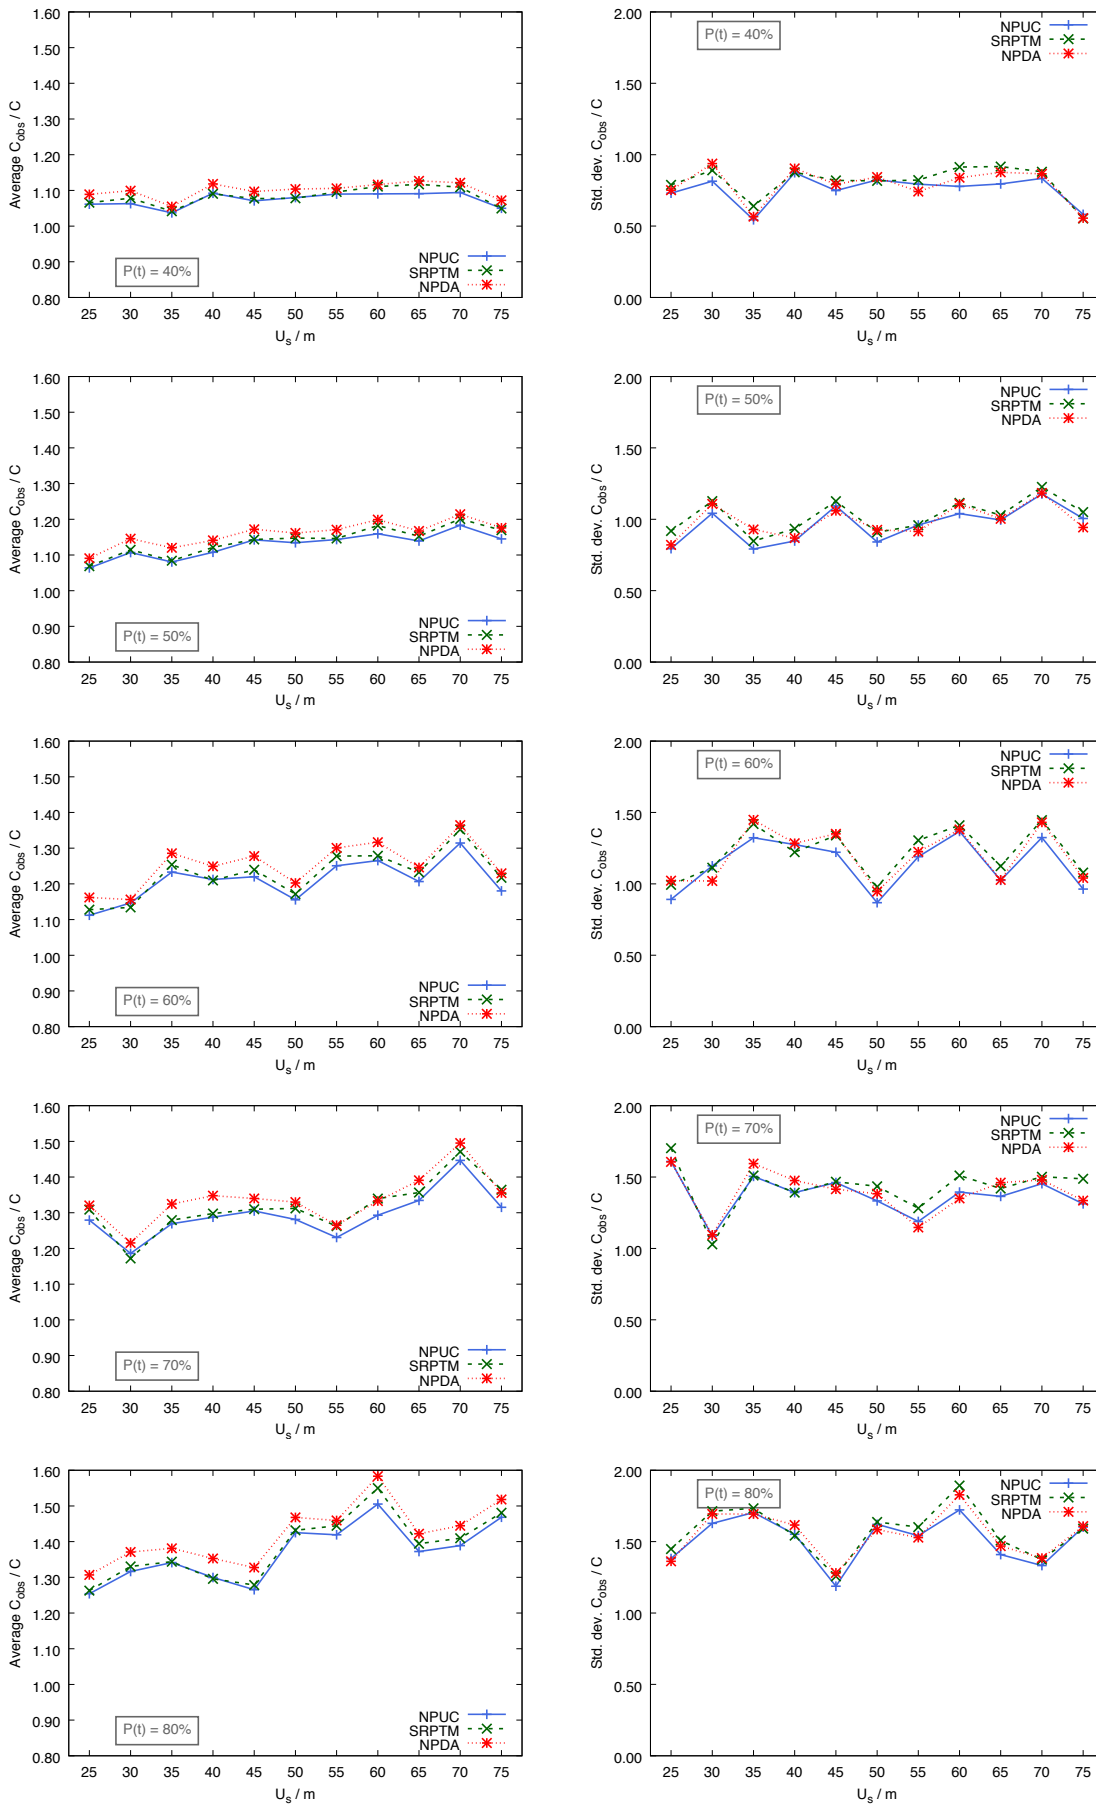 1.60
1.50
1.40
1.30
1.20
1.10
1.00
0.90
0.80
Average C_obs / C
P(t) = 40%
NPUC
SRPTM
NPDA
25 30 35 40 45 50 55 60 65 70 75
U_s / m
2.00
1.50
1.00
0.50
0.00
Std. dev. C_obs / C
P(t) = 40%
NPUC
SRPTM
NPDA
25 30 35 40 45 50 55 60 65 70 75
U_s / m
1.60
1.50
1.40
1.30
1.20
1.10
1.00
0.90
0.80
Average C_obs / C
P(t) = 50%
NPUC
SRPTM
NPDA
25 30 35 40 45 50 55 60 65 70 75
U_s / m
2.00
1.50
1.00
0.50
0.00
Std. dev. C_obs / C
P(t) = 50%
NPUC
SRPTM
NPDA
25 30 35 40 45 50 55 60 65 70 75
U_s / m
1.60
1.50
1.40
1.30
1.20
1.10
1.00
0.90
0.80
Average C_obs / C
P(t) = 60%
NPUC
SRPTM
NPDA
25 30 35 40 45 50 55 60 65 70 75
U_s / m
2.00
1.50
1.00
0.50
0.00
Std. dev. C_obs / C
P(t) = 60%
NPUC
SRPTM
NPDA
25 30 35 40 45 50 55 60 65 70 75
U_s / m
1.60
1.50
1.40
1.30
1.20
1.10
1.00
0.90
0.80
Average C_obs / C
P(t) = 70%
NPUC
SRPTM
NPDA
25 30 35 40 45 50 55 60 65 70 75
U_s / m
2.00
1.50
1.00
0.50
0.00
Std. dev. C_obs / C
P(t) = 70%
NPUC
SRPTM
NPDA
25 30 35 40 45 50 55 60 65 70 75
U_s / m
1.60
1.50
1.40
1.30
1.20
1.10
1.00
0.90
0.80
Average C_obs / C
P(t) = 80%
NPUC
SRPTM
NPDA
25 30 35 40 45 50 55 60 65 70 75
U_s / m
2.00
1.50
1.00
0.50
0.00
Std. dev. C_obs / C
P(t) = 80%
NPUC
SRPTM
NPDA
25 30 35 40 45 50 55 60 65 70 75
U_s / m